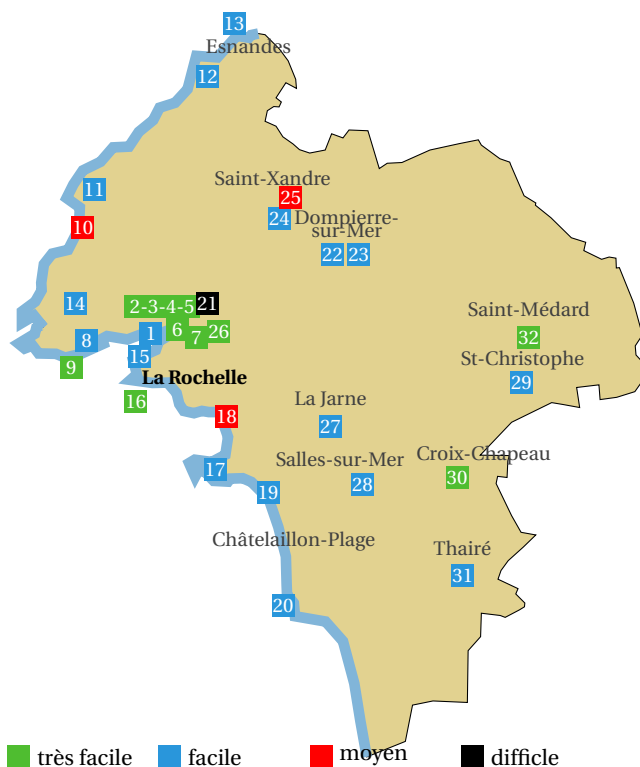 13
Esnandes
12
Saint-Xandre
11
25
24
Dompierre-
sur-Mer
10
22 23
14
2-3-4-5 21
Saint-Médard
1 6 7 26
32
8
15
St-Christophe
9
La Rochelle
29
16
La Jarne
18
27
Croix-Chapeau
Salles-sur-Mer
17
30
28
19
Châtelaillon-Plage
Thairé
31
20
très facile facile moyen difficle